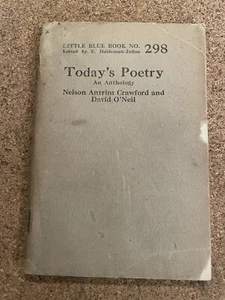 LITTLE BLUE BOOK NO. 298
Edited by E. Haldeman-Julius
Today's Poetry
An Anthology
Nelson Antrim Crawford and
David O'Neil